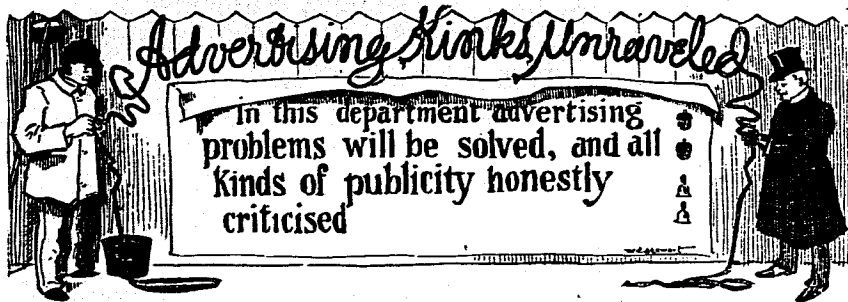 Advertising Kinks Unraveled
In this department advertising
problems will be solved, and all
Kinds of publicity honestly
criticised